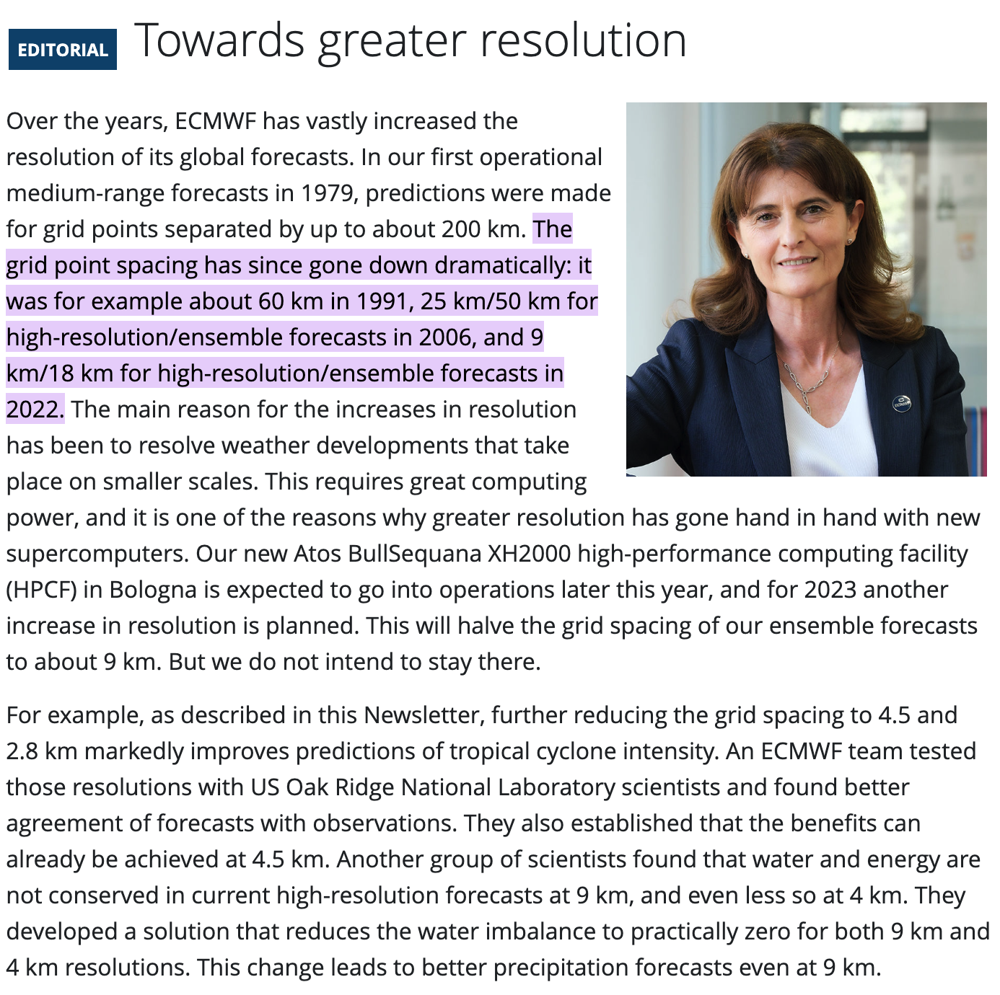 EDITORIAL Towards greater resolution
Over the years, ECMWF has vastly increased the
resolution of its global forecasts. In our first operational
medium-range forecasts in 1979, predictions were made
for grid points separated by up to about 200 km. The
grid point spacing has since gone down dramatically: it
was for example about 60 km in 1991, 25 km/50 km for
high-resolution/ensemble forecasts in 2006, and 9
km/18 km for high-resolution/ensemble forecasts in
2022. The main reason for the increases in resolution
has been to resolve weather developments that take
place on smaller scales. This requires great computing
power, and it is one of the reasons why greater resolution has gone hand in hand with new
supercomputers. Our new Atos BullSequana XH2000 high-performance computing facility
(HPCF) in Bologna is expected to go into operations later this year, and for 2023 another
increase in resolution is planned. This will halve the grid spacing of our ensemble forecasts
to about 9 km. But we do not intend to stay there.
For example, as described in this Newsletter, further reducing the grid spacing to 4.5 and
2.8 km markedly improves predictions of tropical cyclone intensity. An ECMWF team tested
those resolutions with US Oak Ridge National Laboratory scientists and found better
agreement of forecasts with observations. They also established that the benefits can
already be achieved at 4.5 km. Another group of scientists found that water and energy are
not conserved in current high-resolution forecasts at 9 km, and even less so at 4 km. They
developed a solution that reduces the water imbalance to practically zero for both 9 km and
4 km resolutions. This change leads to better precipitation forecasts even at 9 km.
ECMWF